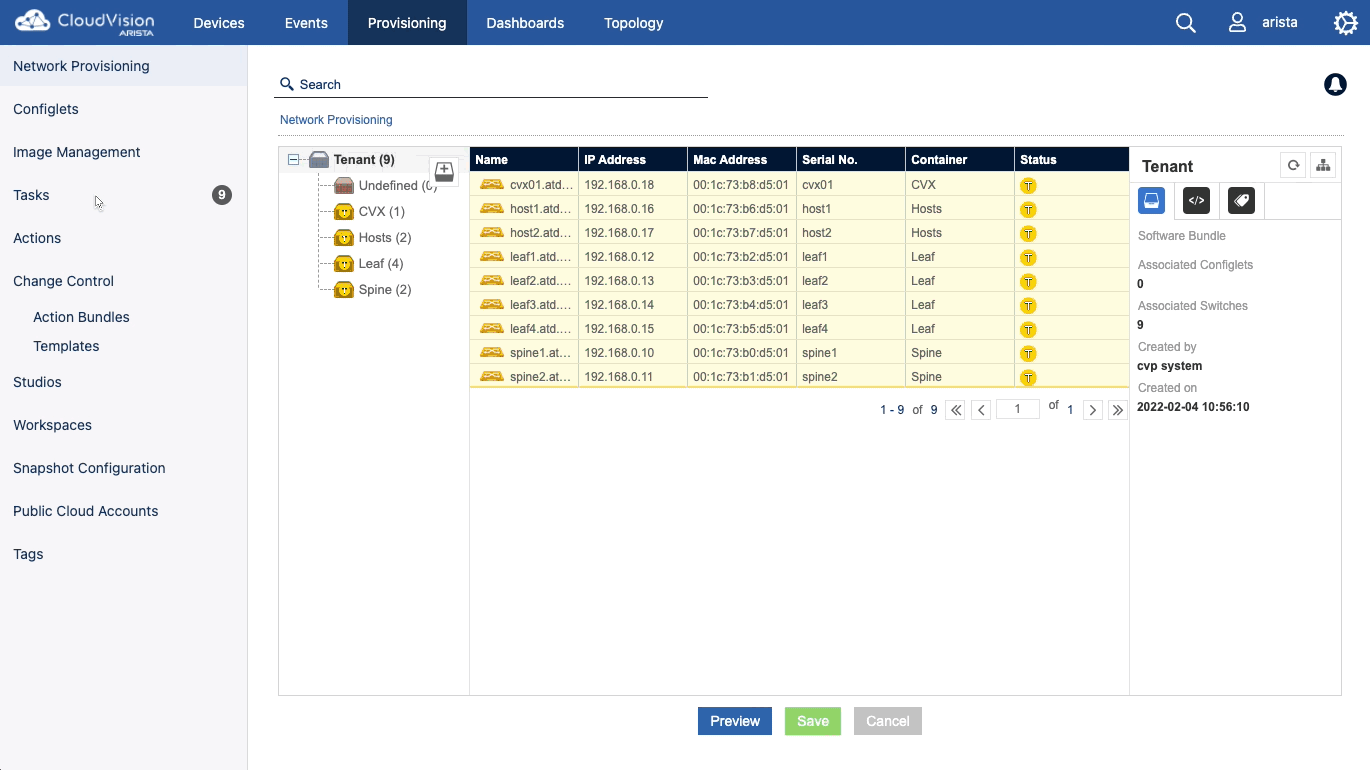 CloudVision
ARISTA
Devices
Events
Provisioning
Dashboards
Topology
arista
Network Provisioning
Configlets
Image Management
Tasks
9
Actions
Change Control
Action Bundles
Templates
Studios
Workspaces
Snapshot Configuration
Public Cloud Accounts
Tags
Search
Network Provisioning
Tenant (9)
Undefined (0)
CVX (1)
Hosts (2)
Leaf (4)
Spine (2)
Name IP Address Mac Address Serial No. Container Status
cvx01.atd... 192.168.0.18 00:1c:73:b8:d5:01 cvx01 CVX T
host1.atd... 192.168.0.16 00:1c:73:b6:d5:01 host1 Hosts T
host2.atd... 192.168.0.17 00:1c:73:b7:d5:01 host2 Hosts T
leaf1.atd.... 192.168.0.12 00:1c:73:b2:d5:01 leaf1 Leaf T
leaf2.atd.... 192.168.0.13 00:1c:73:b3:d5:01 leaf2 Leaf T
leaf3.atd.... 192.168.0.14 00:1c:73:b4:d5:01 leaf3 Leaf T
leaf4.atd.... 192.168.0.15 00:1c:73:b5:d5:01 leaf4 Leaf T
spine1.at... 192.168.0.10 00:1c:73:b0:d5:01 spine1 Spine T
spine2.at... 192.168.0.11 00:1c:73:b1:d5:01 spine2 Spine T
1 - 9 of 9 1 of 1
Tenant
</>
Software Bundle
Associated Configlets
0
Associated Switches
9
Created by
cvp system
Created on
2022-02-04 10:56:10
Preview
Save
Cancel